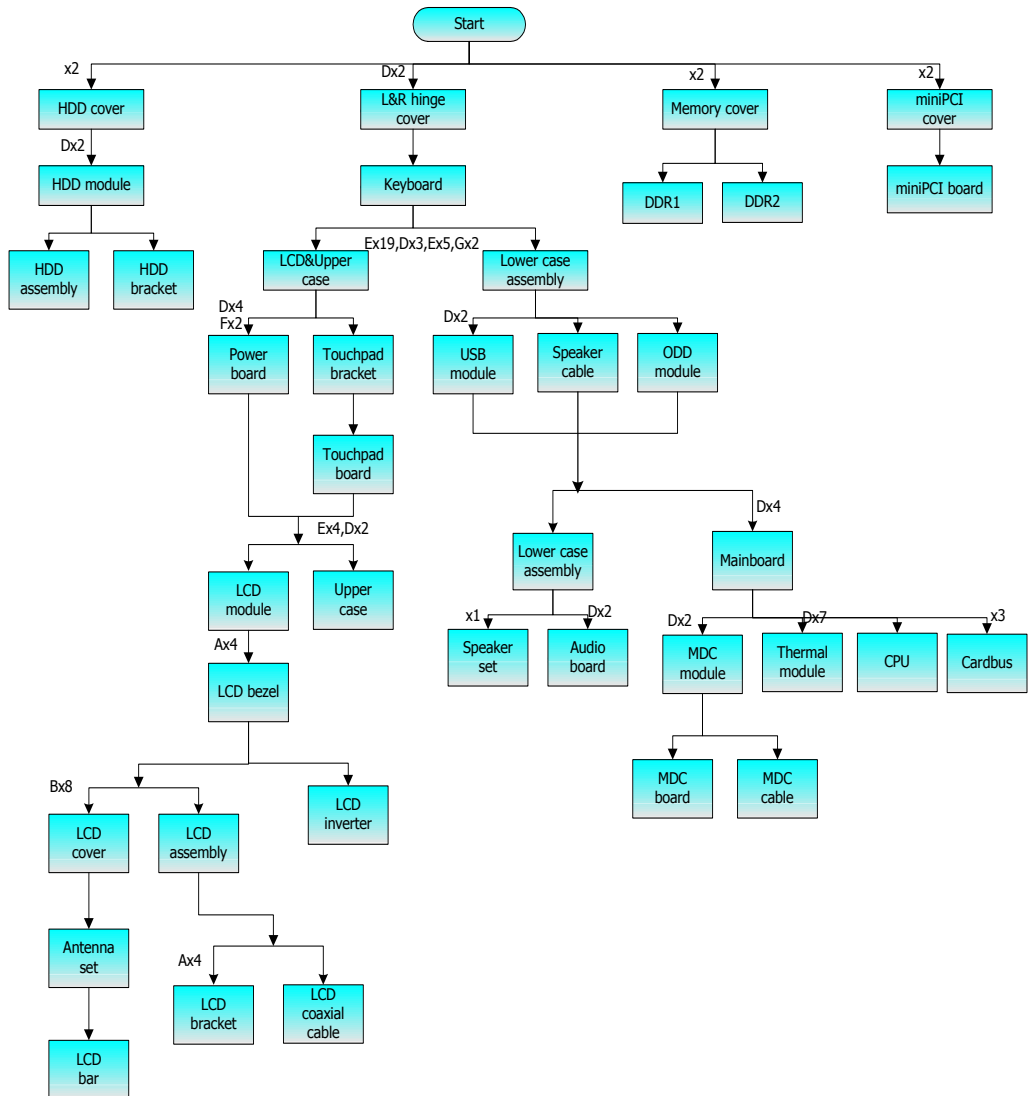 Start
x2
Dx2
x2
x2
HDD cover
L&R hinge
cover
Memory cover
miniPCI
cover
Dx2
HDD module
Keyboard
DDR1
DDR2
miniPCI board
HDD
assembly
HDD
bracket
Ex19,Dx3,Ex5,Gx2
LCD&Upper
case
Lower case
assembly
Dx4
Fx2
Dx2
Power
board
Touchpad
bracket
USB
module
Speaker
cable
ODD
module
Touchpad
board
Ex4,Dx2
Dx4
LCD
module
Upper
case
Lower case
assembly
Mainboard
x1
Dx2
Dx2
Dx7
x3
Speaker
set
Audio
board
MDC
module
Thermal
module
CPU
Cardbus
Ax4
LCD bezel
MDC
board
MDC
cable
Bx8
LCD
cover
LCD
assembly
LCD
inverter
Antenna
set
Ax4
LCD
bracket
LCD
coaxial
cable
LCD
bar